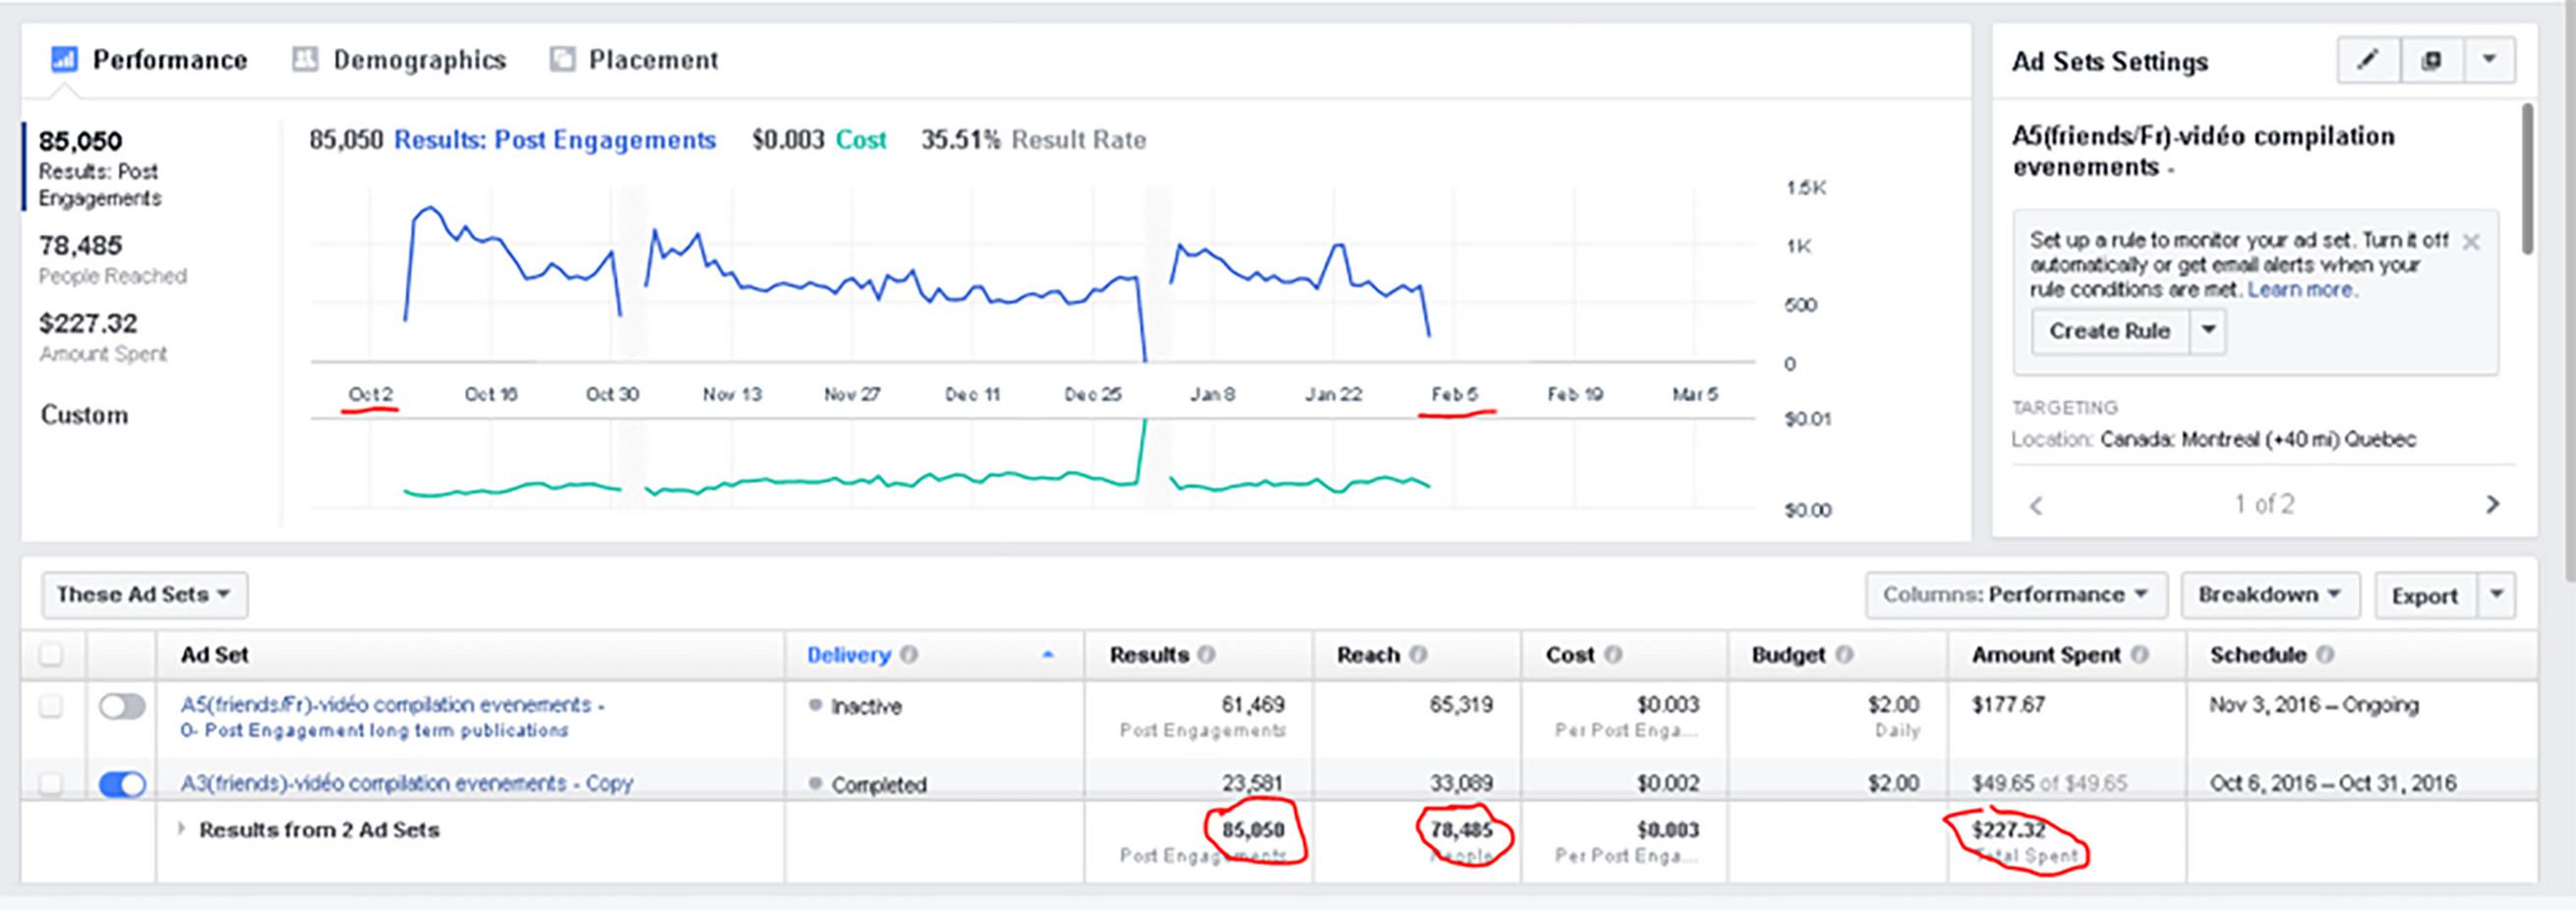 Performance Demographics Placement
85,050
Results: Post
Engagements
78,485
People Reached
$227.32
Amount Spent
Custom
85,050 Results: Post Engagements $0.003 Cost 35.51% Result Rate
1.5K
1K
500
0
Oct 2 Oct 16 Oct 30 Nov 13 Nov 27 Dec 11 Dec 25 Jan 8 Jan 22 Feb 5 Feb 19 Mar 5
$0.01
$0.00
Ad Sets Settings
A5(friends/Fr)-vidéo compilation
evenements -
Set up a rule to monitor your ad set. Turn it off
automatically or get email alerts when your
rule conditions are met. Learn more.
Create Rule
TARGETING
Location: Canada: Montreal (+40 mi) Quebec
1 of 2
These Ad Sets Columns: Performance Breakdown Export
Ad Set Delivery Results Reach Cost Budget Amount Spent Schedule
A5(friends/Fr)-vidéo compilation evenements - Inactive 61,469 65,319 $0.003 $2.00 $177.67 Nov 3, 2016 – Ongoing
0- Post Engagement long term publications Post Engagements Per Post Enga... Daily
A3(friends)-vidéo compilation evenements - Copy Completed 23,581 33,089 $0.002 $2.00 $49.65 of $49.65 Oct 6, 2016 – Oct 31, 2016
Results from 2 Ad Sets 85,050 78,485 $0.003 $227.32
Post Engagements People Per Post Enga... Total Spent